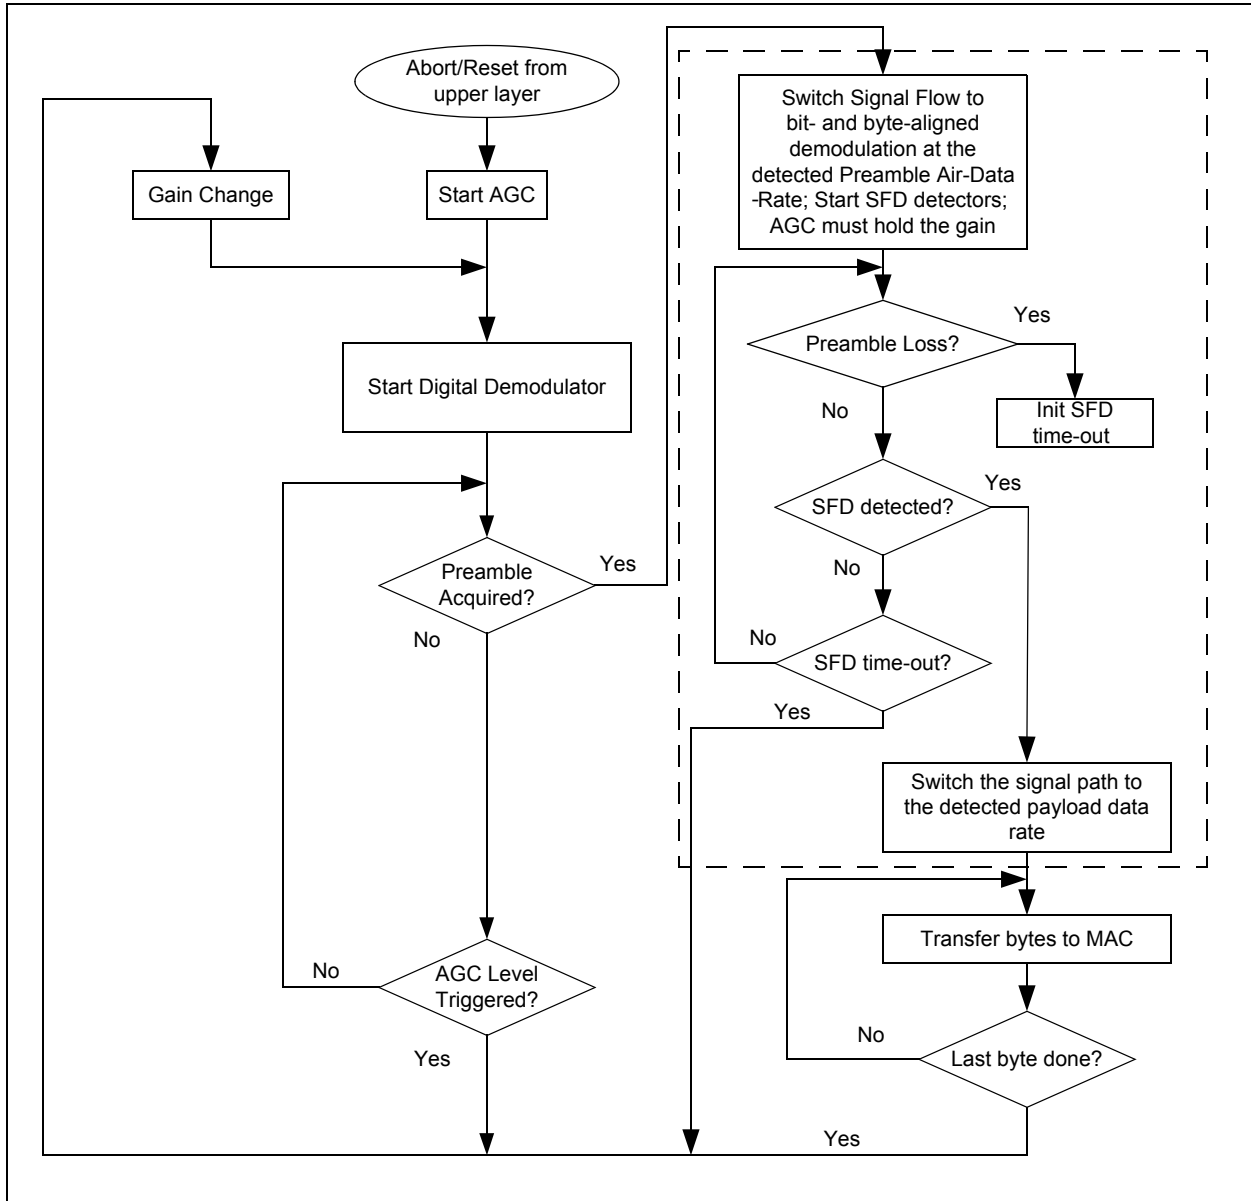 Abort/Reset from
upper layer
Gain Change
Start AGC
Start Digital Demodulator
Preamble
Acquired?
Yes
No
AGC Level
Triggered?
No
Yes
Switch Signal Flow to
bit- and byte-aligned
demodulation at the
detected Preamble Air-Data
-Rate; Start SFD detectors;
AGC must hold the gain
Preamble Loss?
Yes
Init SFD
time-out
No
SFD detected?
Yes
No
SFD time-out?
No
Yes
Switch the signal path to
the detected payload data
rate
Transfer bytes to MAC
Last byte done?
No
Yes